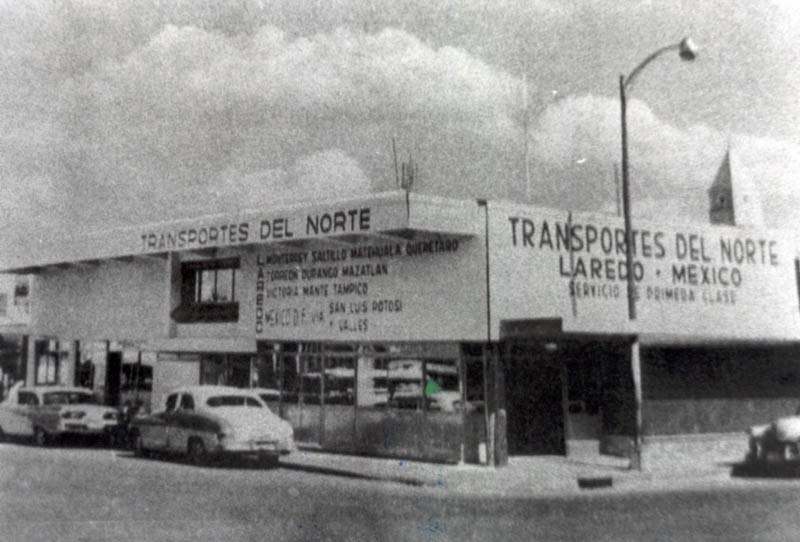 TRANSPORTES DEL NORTE
LAREDO
MONTERREY SALTILLO MATEHUALA QUERETARO
TORREON DURANGO MAZATLAN
VICTORIA MANTE TAMPICO
MEXICO D.F. VIA SAN LUIS POTOSI
Y VALLES
TRANSPORTES DEL NORTE
LAREDO • MEXICO
SERVICIO DE PRIMERA CLASE